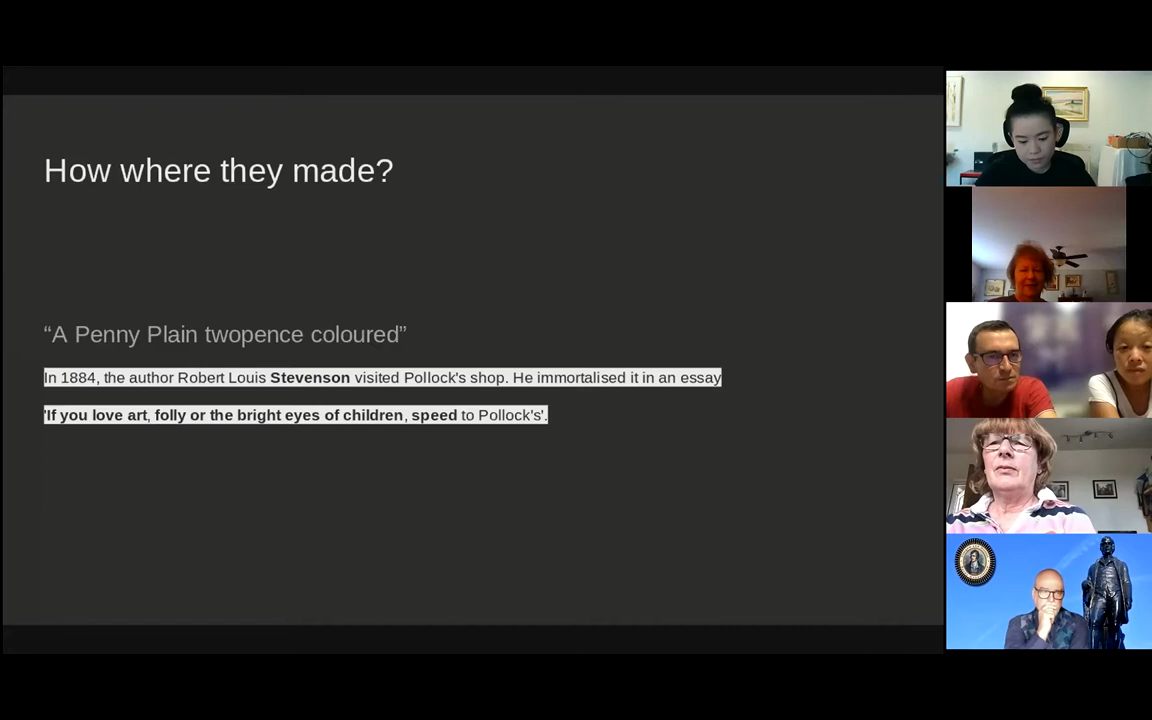 How where they made?
“A Penny Plain twopence coloured”
In 1884, the author Robert Louis Stevenson visited Pollock's shop. He immortalised it in an essay
'If you love art, folly or the bright eyes of children, speed to Pollock's'.